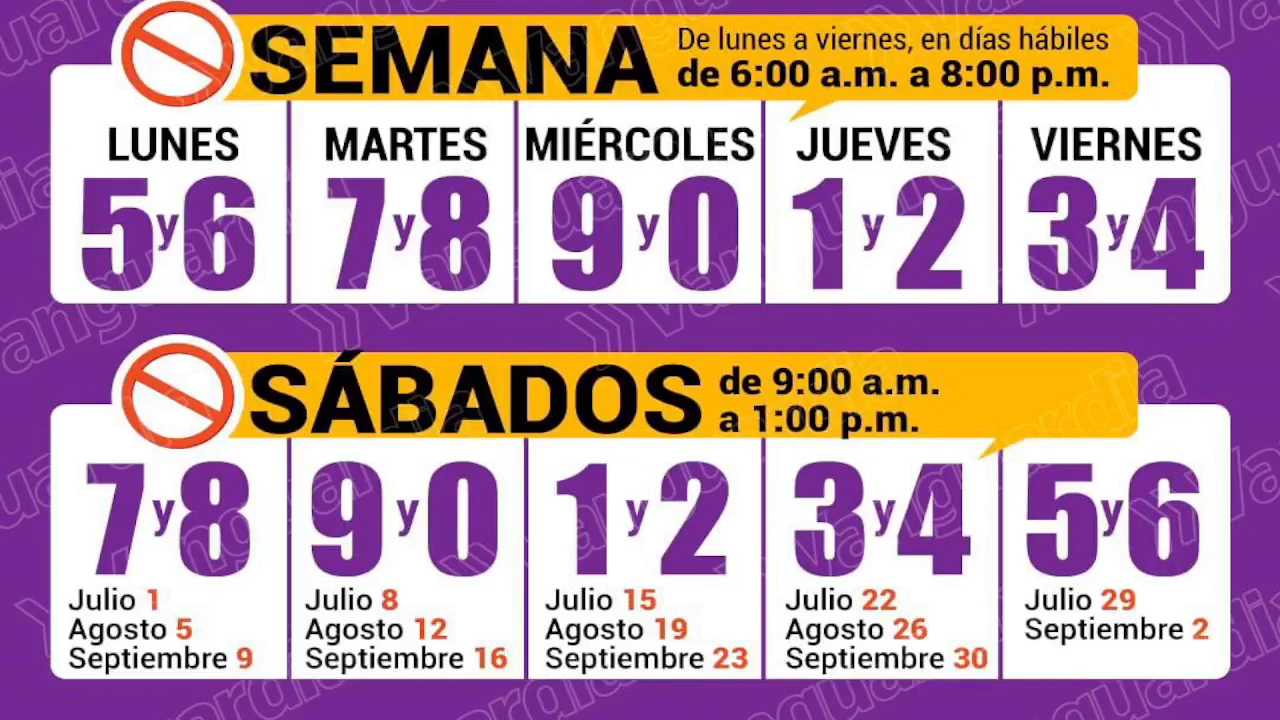 SEMANA
De lunes a viernes, en días hábiles
de 6:00 a.m. a 8:00 p.m.
LUNES
5 y 6
MARTES
7 y 8
MIÉRCOLES
9 y 0
JUEVES
1 y 2
VIERNES
3 y 4
SÁBADOS
de 9:00 a.m.
a 1:00 p.m.
7 y 8
Julio 1
Agosto 5
Septiembre 9
9 y 0
Julio 8
Agosto 12
Septiembre 16
1 y 2
Julio 15
Agosto 19
Septiembre 23
3 y 4
Julio 22
Agosto 26
Septiembre 30
5 y 6
Julio 29
Septiembre 2
Vanguardia